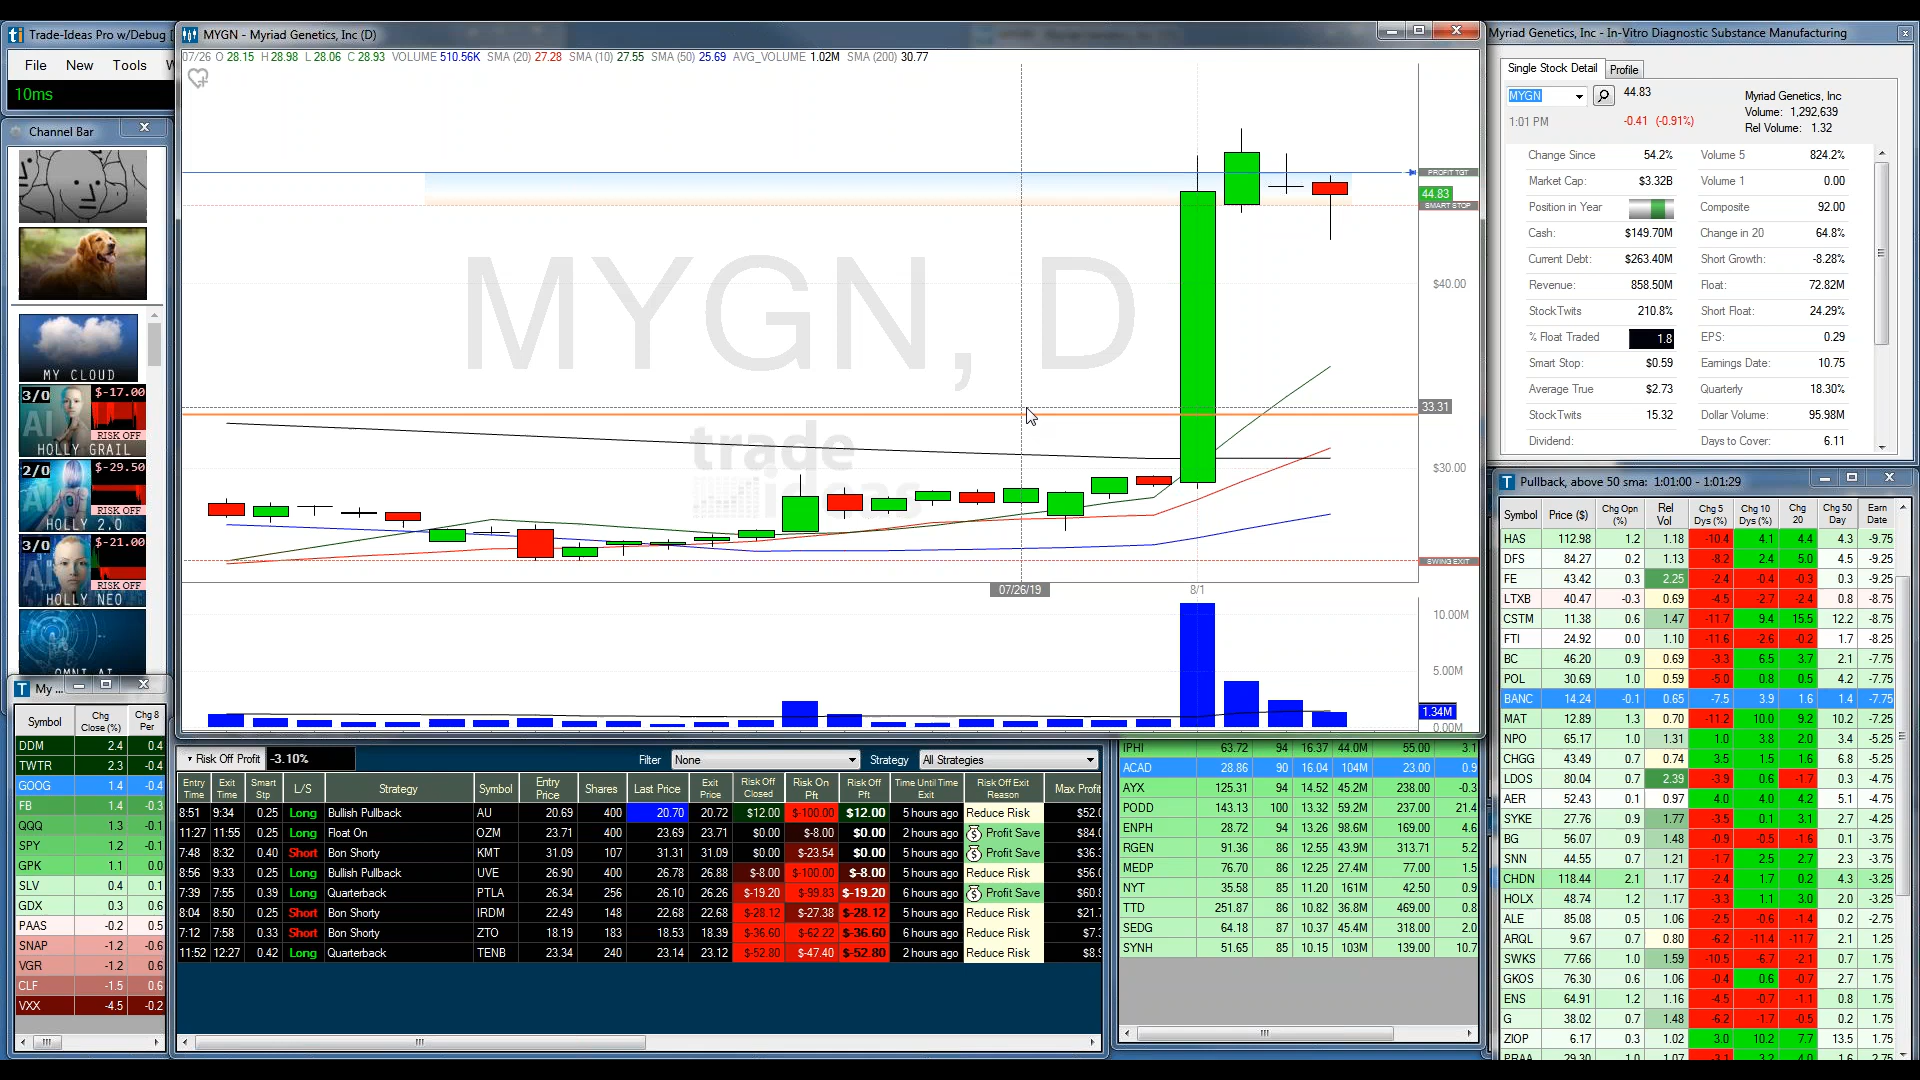 Trade-Ideas Pro w/Debug [
File New Tools W
10ms
Channel Bar
MY CLOUD
3/0 $-17.00
RISK OFF
HOLLY GRAIL
2/0 $-29.50
RISK OFF
HOLLY 2.0
3/0 $-21.00
RISK OFF
HOLLY NEO
OMNI AI
My ...
Symbol Chg Close (%) Chg 8 Per
DDM 2.4 0.4
TWTR 2.3 -0.4
GOOG 1.4 -0.4
FB 1.4 -0.3
QQQ 1.3 -0.1
SPY 1.2 -0.1
GPK 1.1 0.0
SLV 0.4 0.1
GDX 0.3 0.6
PAAS -0.2 0.5
SNAP -1.2 -0.6
VGR -1.2 0.6
CLF -1.5 0.6
VXX -4.5 -0.2
MYGN - Myriad Genetics, Inc (D)
07/26 O 28.15 H 28.98 L 28.06 C 28.93 VOLUME 510.56K SMA (20) 27.28 SMA (10) 27.55 SMA (50) 25.69 AVG_VOLUME 1.02M SMA (200) 30.77
MYGN, D
trade
ideas
PROFIT TGT
44.83
SMART STOP
$40.00
33.31
$30.00
SWING EXIT
07/26/19 8/1
10.00M
5.00M
1.34M
0.00M
Risk Off Profit -3.10% Filter None Strategy All Strategies
Entry Time Exit Time Smart Stp L/S Strategy Symbol Entry Price Shares Last Price Exit Price Risk Off Closed Risk On Pft Risk Off Pft Time Until Time Exit Risk Off Exit Reason Max Profit
8:51 9:34 0.25 Long Bullish Pullback AU 20.69 400 20.70 20.72 $12.00 $-100.00 $12.00 5 hours ago Reduce Risk $52.0
11:27 11:55 0.25 Long Float On OZM 23.71 400 23.69 23.71 $0.00 $-8.00 $0.00 2 hours ago Profit Save $84.0
7:48 8:32 0.40 Short Bon Shorty KMT 31.09 107 31.31 31.09 $0.00 $-23.54 $0.00 5 hours ago Profit Save $36.3
8:56 9:33 0.25 Long Bullish Pullback UVE 26.90 400 26.78 26.88 $-8.00 $-100.00 $-8.00 5 hours ago Reduce Risk $56.0
7:39 7:55 0.39 Long Quarterback PTLA 26.34 256 26.10 26.26 $-19.20 $-99.83 $-19.20 6 hours ago Profit Save $60.8
8:04 8:50 0.25 Short Bon Shorty IRDM 22.49 148 22.68 22.68 $-28.12 $-27.38 $-28.12 5 hours ago Reduce Risk $21.7
7:12 7:58 0.33 Short Bon Shorty ZTO 18.19 183 18.53 18.39 $-36.60 $-62.22 $-36.60 6 hours ago Reduce Risk $7.3
11:52 12:27 0.42 Long Quarterback TENB 23.34 240 23.14 23.12 $-52.80 $-47.40 $-52.80 2 hours ago Reduce Risk $8.9
IPHI 63.72 94 16.37 44.0M 55.00 3.1
ACAD 28.86 90 16.04 104M 23.00 0.9
AYX 125.31 94 14.52 45.2M 238.00 -0.3
PODD 143.13 100 13.32 59.2M 237.00 21.4
ENPH 28.72 94 13.26 98.6M 169.00 4.6
RGEN 91.36 86 12.55 43.9M 313.71 5.2
MEDP 76.70 86 12.25 27.4M 77.00 1.5
NYT 35.58 85 11.20 161M 42.50 0.9
TTD 251.87 86 10.82 36.8M 469.00 0.8
SEDG 64.18 87 10.37 45.4M 318.00 2.0
SYNH 51.65 85 10.15 103M 139.00 10.7
Myriad Genetics, Inc - In-Vitro Diagnostic Substance Manufacturing
Single Stock Detail Profile
MYGN 44.83 Myriad Genetics, Inc
1:01 PM -0.41 (-0.91%) Volume: 1,292,639
Rel Volume: 1.32
Change Since 54.2% Volume 5 824.2%
Market Cap: $3.32B Volume 1 0.00
Position in Year Composite 92.00
Cash: $149.70M Change in 20 64.8%
Current Debt: $263.40M Short Growth: -8.28%
Revenue: 858.50M Float: 72.82M
StockTwits 210.8% Short Float: 24.29%
% Float Traded 1.8 EPS: 0.29
Smart Stop: $0.59 Earnings Date: 10.75
Average True $2.73 Quarterly 18.30%
StockTwits 15.32 Dollar Volume: 95.98M
Dividend: Days to Cover: 6.11
Pullback, above 50 sma: 1:01:00 - 1:01:29
Symbol Price ($) Chg Opn (%) Rel Vol Chg 5 Dys (%) Chg 10 Dys (%) Chg 20 Chg 50 Day Earn Date
HAS 112.98 1.2 1.18 -10.4 4.1 4.4 4.3 -9.75
DFS 84.27 0.2 1.13 -8.2 2.4 5.0 4.5 -9.25
FE 43.42 0.3 2.25 -2.4 -0.4 -0.3 0.3 -9.25
LTXB 40.47 -0.3 0.69 -4.5 -2.7 -2.4 0.8 -8.75
CSTM 11.38 0.6 1.47 -11.7 9.4 15.5 12.2 -8.75
FTI 24.92 0.0 1.10 -11.6 -2.6 -0.2 1.7 -8.25
BC 46.20 0.9 0.69 -3.3 6.5 3.7 2.1 -7.75
POL 30.69 1.0 0.59 -5.0 0.8 0.5 4.2 -7.75
BANC 14.24 -0.1 0.65 -7.5 3.9 1.6 1.4 -7.75
MAT 12.89 1.3 0.70 -11.2 10.0 9.2 10.2 -7.25
NPO 65.17 1.0 1.31 1.0 3.8 2.0 3.4 -5.25
CHGG 43.49 0.7 0.74 3.5 1.5 1.6 6.8 -5.25
LDOS 80.04 0.7 2.39 -3.9 0.6 -1.7 0.3 -4.75
AER 52.43 0.1 0.97 4.0 4.0 4.2 5.1 -4.75
SYKE 27.76 0.9 1.77 -3.5 0.1 3.1 2.7 -4.25
BG 56.07 0.9 1.48 -0.9 -0.5 -1.6 0.1 -3.75
SNN 44.55 0.7 1.21 -1.7 2.5 2.7 2.3 -3.75
CHDN 118.44 2.1 1.17 -2.4 1.7 0.2 4.3 -3.25
HOLX 48.74 1.2 1.17 -3.3 1.1 3.0 2.0 -3.25
ALE 85.08 0.5 1.06 -2.5 -0.6 -1.4 0.2 -2.75
ARQL 9.67 0.7 0.80 -6.2 -11.4 -11.7 2.1 1.25
SWKS 77.66 1.0 1.59 -10.5 -6.7 -2.1 0.7 1.75
GKOS 76.30 0.6 1.06 -0.4 0.6 -0.7 2.7 1.75
ENS 64.91 1.2 1.16 -4.5 -0.7 -1.1 0.8 1.75
G 38.02 0.7 1.48 -6.2 -1.7 -0.5 0.2 1.75
ZIOP 6.17 0.3 1.02 3.0 10.2 7.7 13.5 1.75
PRAA 29.30 1.0 1.07 -3.1 3.2 4.0 1.6 2.75